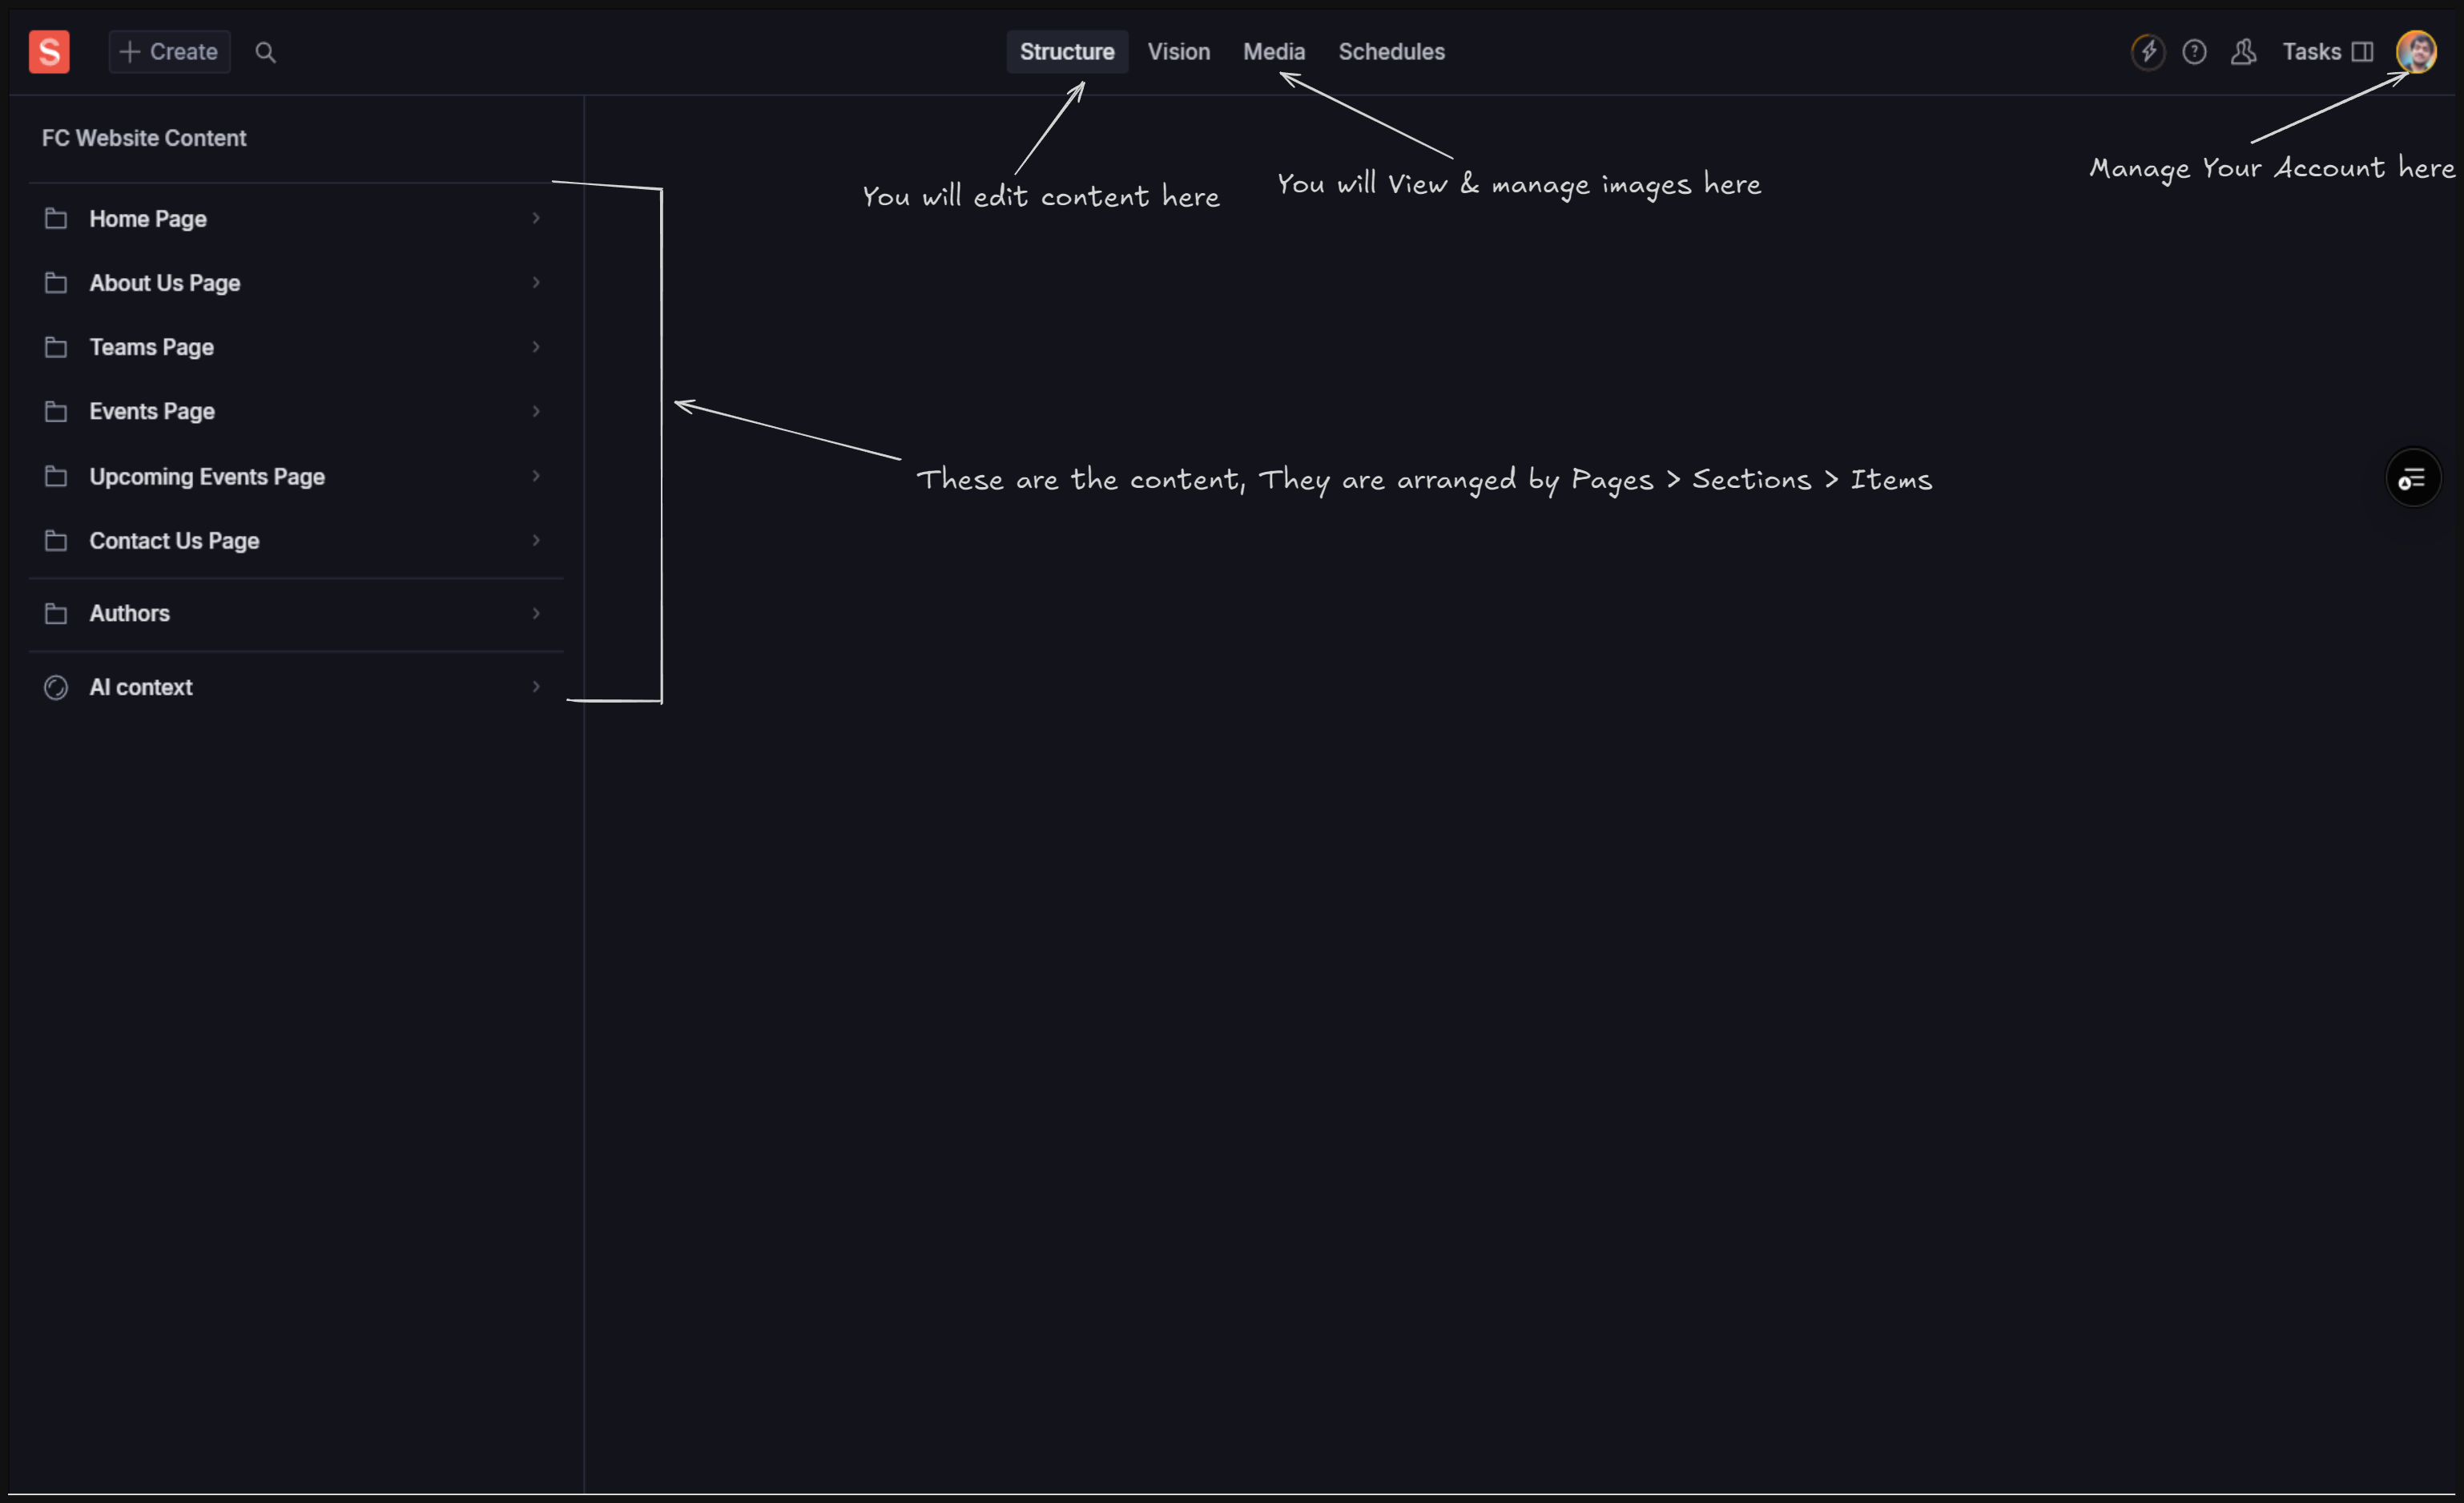 S
Create
Structure
Vision
Media
Schedules
Tasks
FC Website Content
You will edit content here
You will View & manage images here
Manage Your Account here
Home Page
About Us Page
Teams Page
Events Page
Upcoming Events Page
Contact Us Page
Authors
AI context
These are the content, They are arranged by Pages > Sections > Items